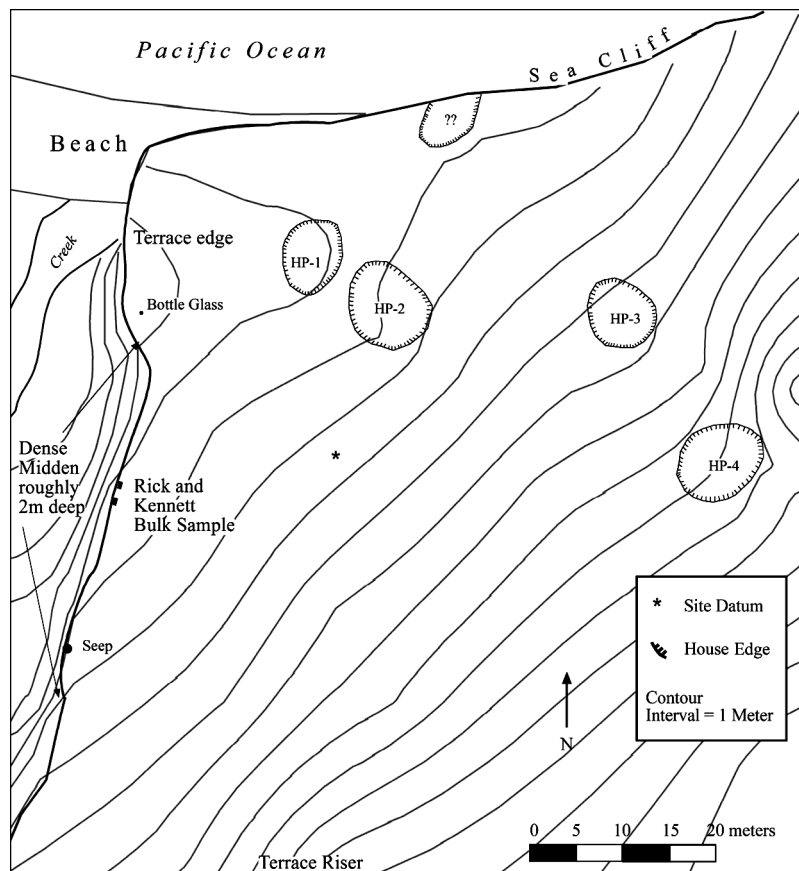 Pacific Ocean
Sea Cliff
??
Beach
Terrace edge
Creek
HP-1
Bottle Glass
HP-2
HP-3
Dense
Midden
roughly
2m deep
Rick and
Kennett
Bulk Sample
*
HP-4
Seep
* Site Datum
House Edge
Contour
Interval = 1 Meter
N
0 5 10 15 20 meters
Terrace Riser